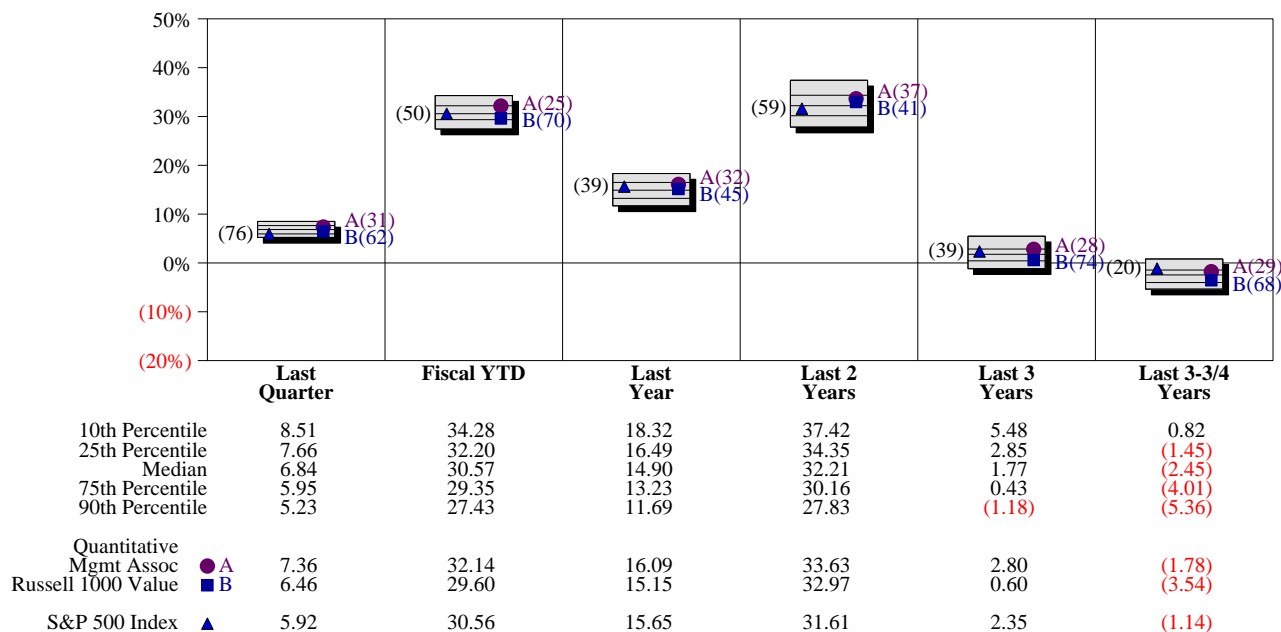 50%
40%
30%
20%
10%
0%
(10%)
(20%)
(76)
A(31)
B(62)
(50)
A(25)
B(70)
(39)
A(32)
B(45)
(59)
A(37)
B(41)
(39)
A(28)
B(74)
(20)
A(29)
B(68)
Last Quarter
Fiscal YTD
Last Year
Last 2 Years
Last 3 Years
Last 3-3/4 Years
10th Percentile 8.51 34.28 18.32 37.42 5.48 0.82
25th Percentile 7.66 32.20 16.49 34.35 2.85 (1.45)
Median 6.84 30.57 14.90 32.21 1.77 (2.45)
75th Percentile 5.95 29.35 13.23 30.16 0.43 (4.01)
90th Percentile 5.23 27.43 11.69 27.83 (1.18) (5.36)
Quantitative
Mgmt Assoc A 7.36 32.14 16.09 33.63 2.80 (1.78)
Russell 1000 Value B 6.46 29.60 15.15 32.97 0.60 (3.54)
S&P 500 Index 5.92 30.56 15.65 31.61 2.35 (1.14)